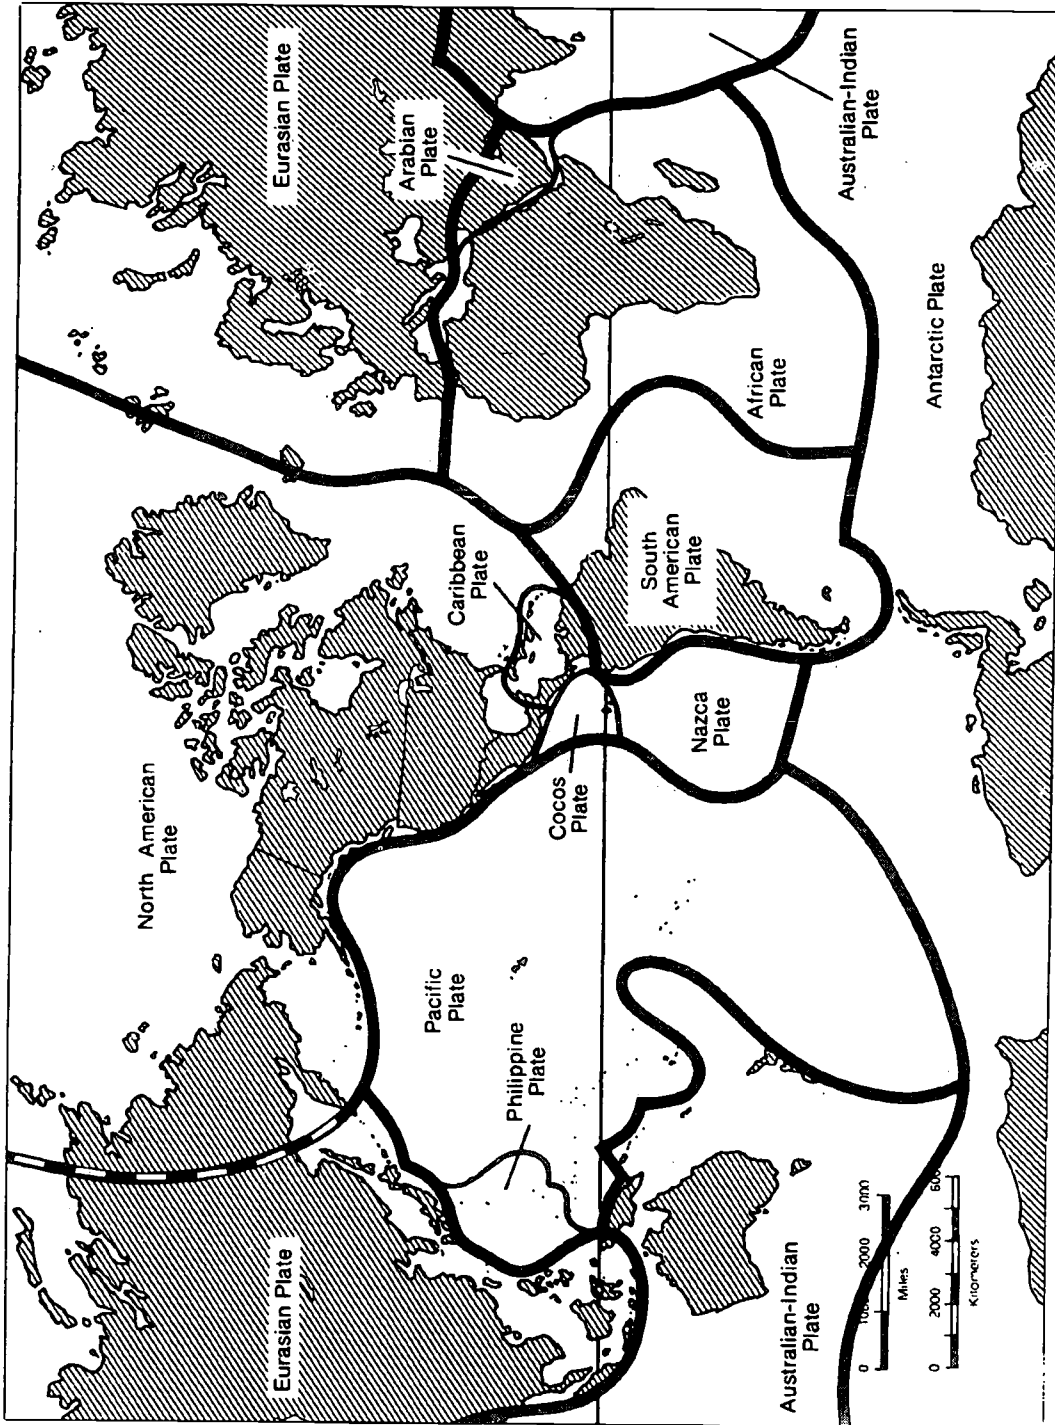 Eurasian Plate
North American
Plate
Eurasian Plate
Pacific
Plate
Philippine
Plate
Caribbean
Plate
Arabian
Plate
Cocos
Plate
Nazca
Plate
South
American
Plate
African
Plate
Australian-Indian
Plate
Australian-Indian
Plate
Antarctic Plate
0 1000 2000 3000
Miles
0 2000 4000 600
Kilometers